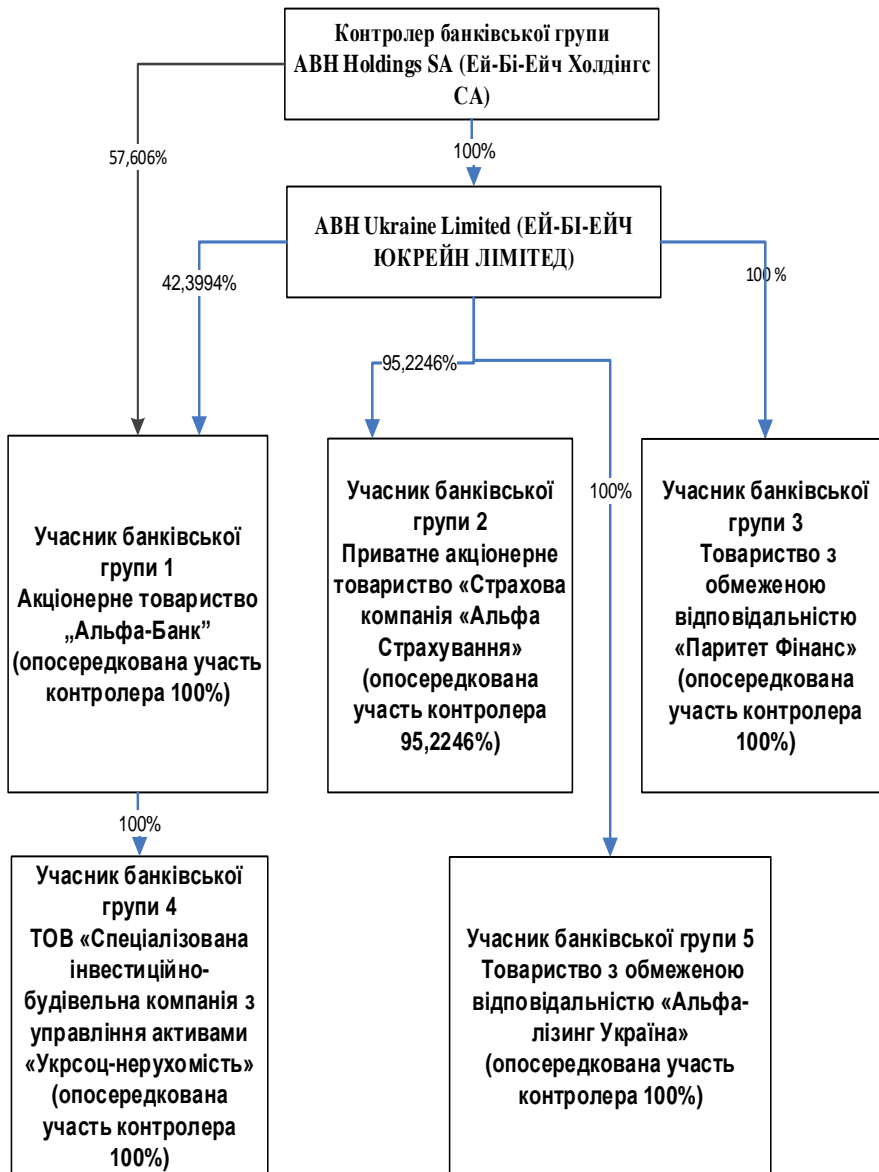 Контролер банківської групи
ABH Holdings SA (Ей-Бі-Ейч Холдінгс
СА)
57,606%
100%
ABH Ukraine Limited (ЕЙ-БІ-ЕЙЧ
ЮКРЕЙН ЛІМІТЕД)
42,3994%
100 %
95,2246%
100%
Учасник банківської
групи 1
Акціонерне товариство
„Альфа-Банк”
(опосередкована участь
контролера 100%)
Учасник банківської
групи 2
Приватне акціонерне
товариство «Страхова
компанія «Альфа
Страхування»
(опосередкована
участь контролера
95,2246%)
Учасник банківської
групи 3
Товариство з
обмеженою
відповідальністю
«Паритет Фінанс»
(опосередкована
участь контролера
100%)
100%
Учасник банківської
групи 4
ТОВ «Спеціалізована
інвестиційно-
будівельна компанія з
управління активами
«Укрсоц-нерухомість»
(опосередкована
участь контролера
100%)
Учасник банківської групи 5
Товариство з обмеженою
відповідальністю «Альфа-
лізинг Україна»
(опосередкована участь
контролера 100%)